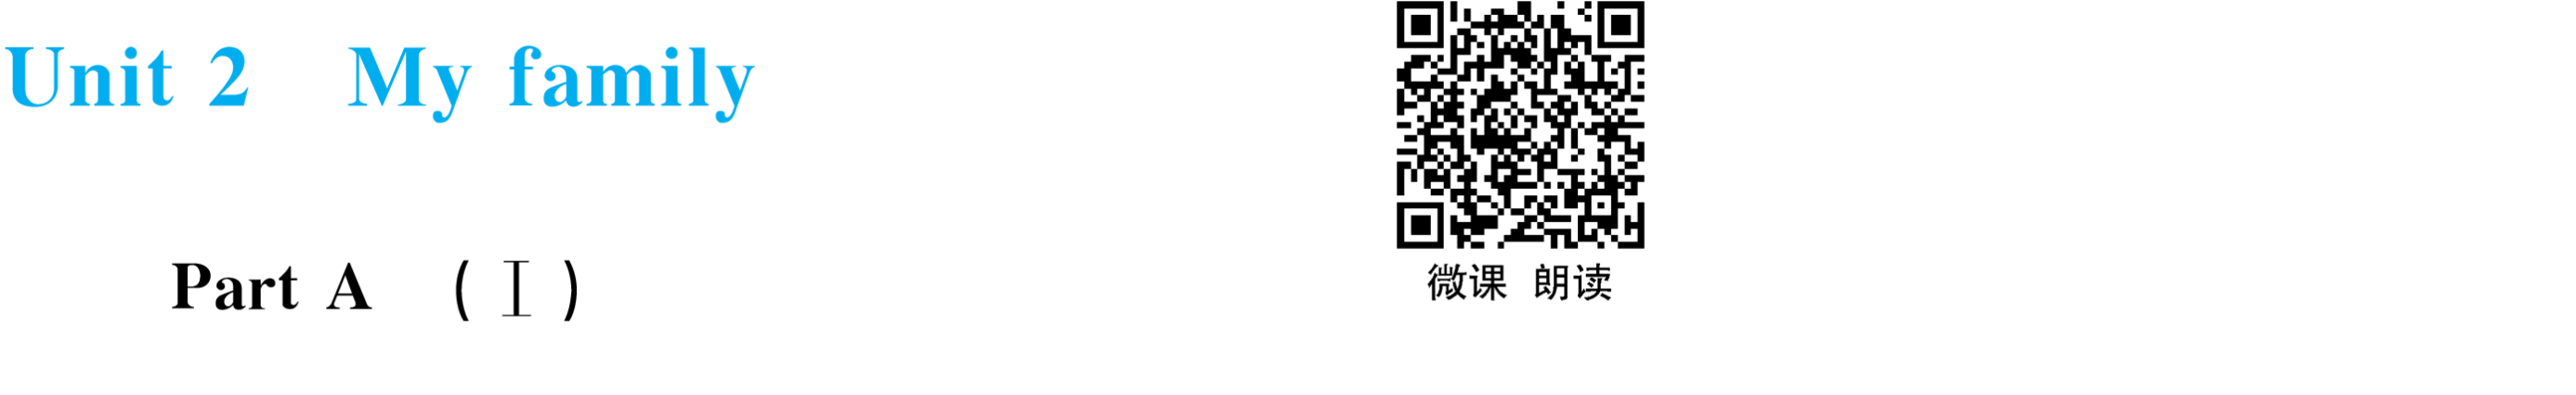 Unit 2 My family
微课 朗读
Part A (Ⅰ)